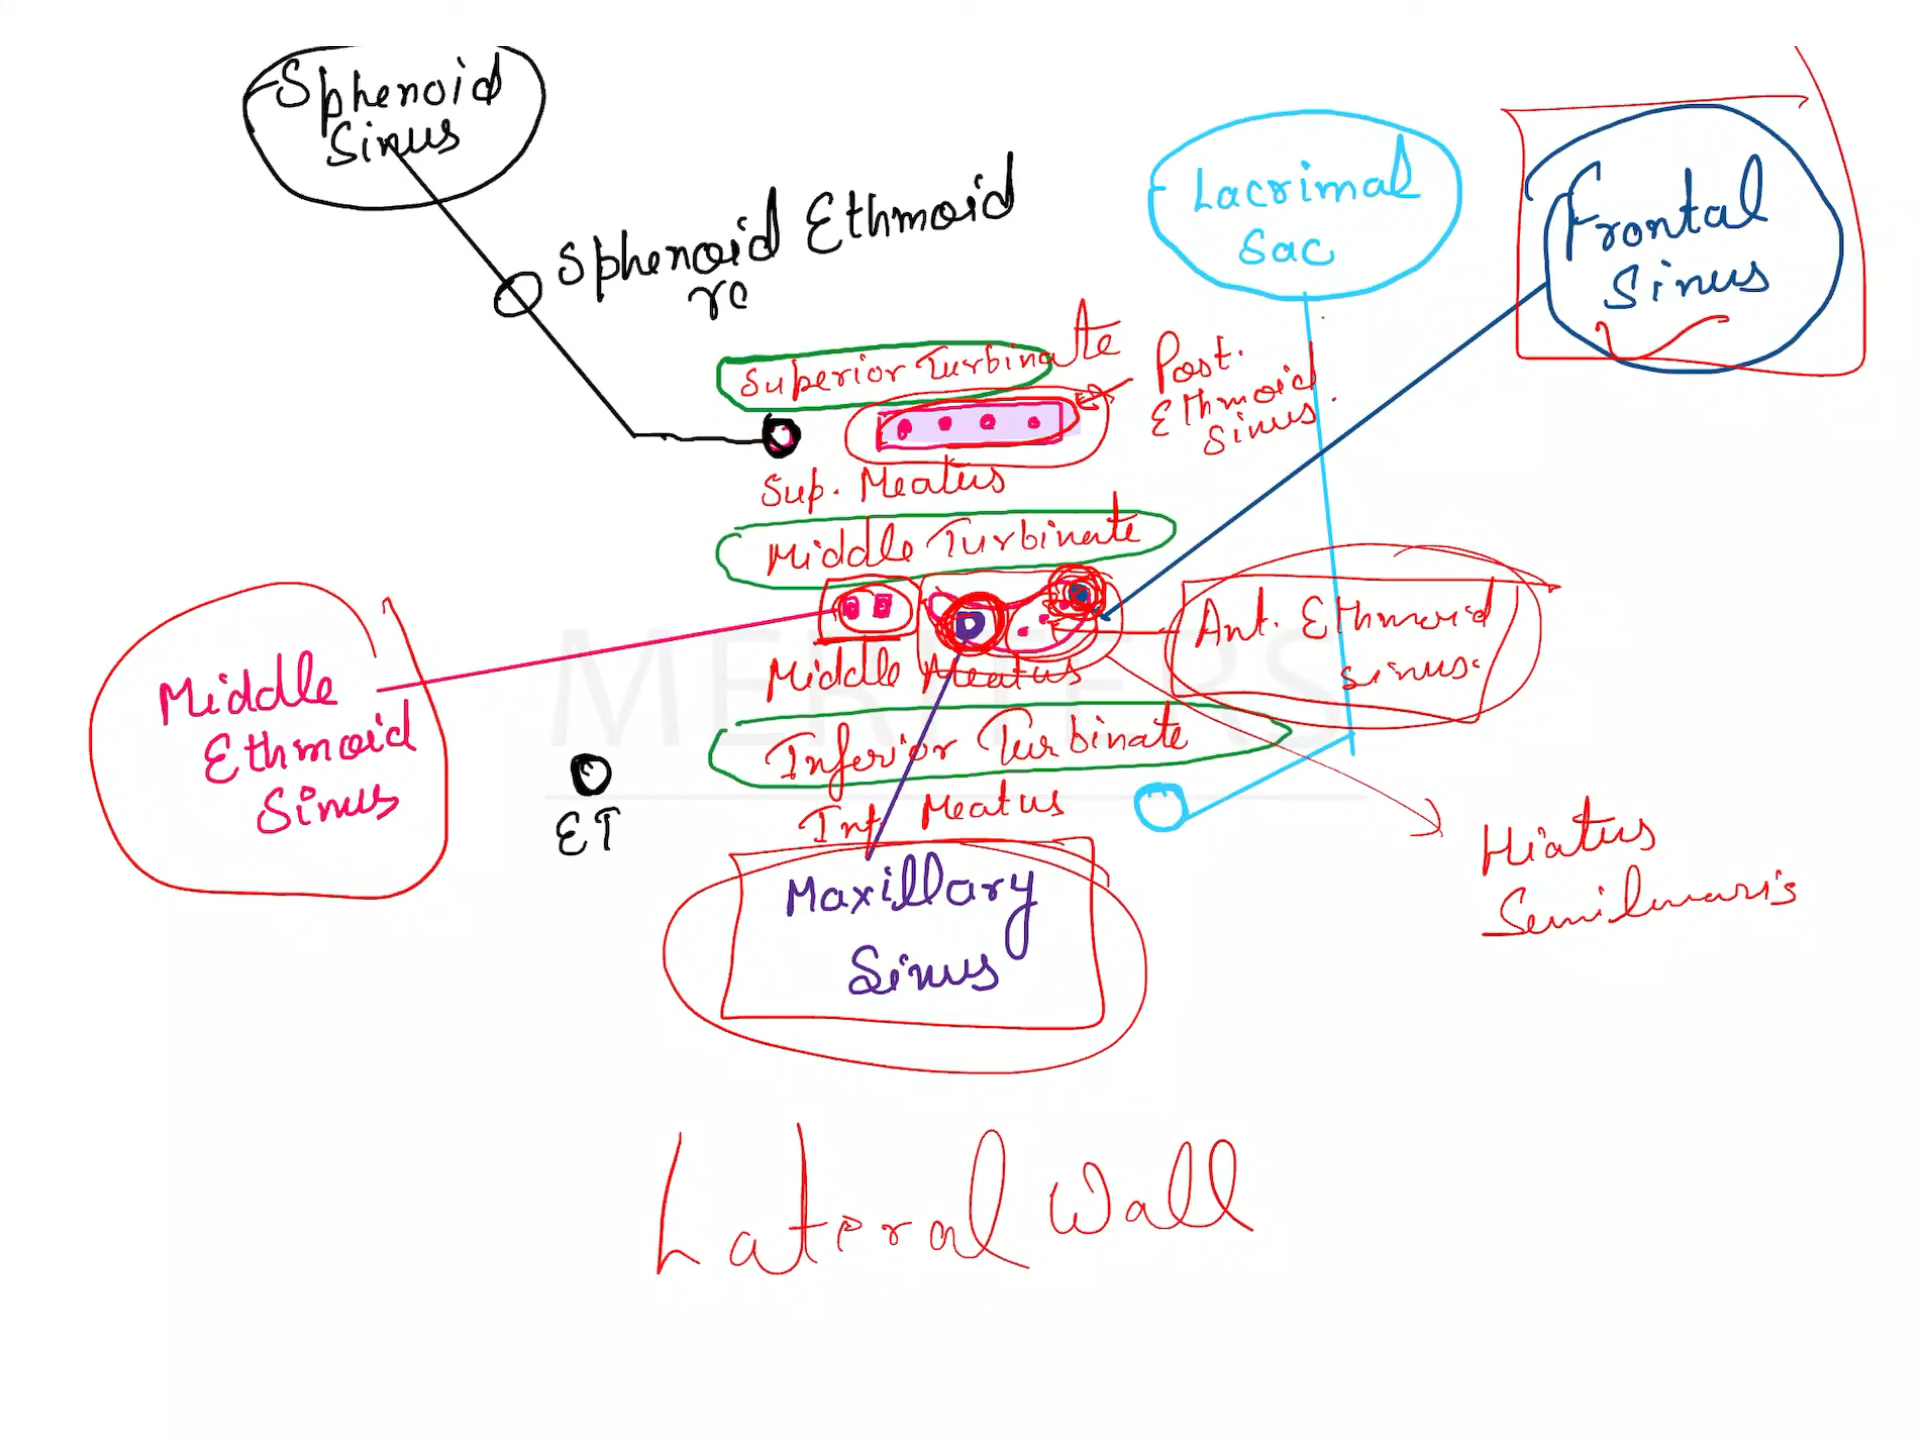 Sphenoid
Sinus
Sphenoid Ethmoid
Lacrimal
Sac
Frontal
Sinus
Superior Turbinate
Post.
Ethmoid
Sinus.
Sup. Meatus
Middle Turbinate
Ant. Ethmoid
Sinus.
Middle Meatus
Middle
Ethmoid
Sinus
Inferior Turbinate
ET
Inf. Meatus
Hiatus
Semilunaris
Maxillary
Sinus
Lateral Wall